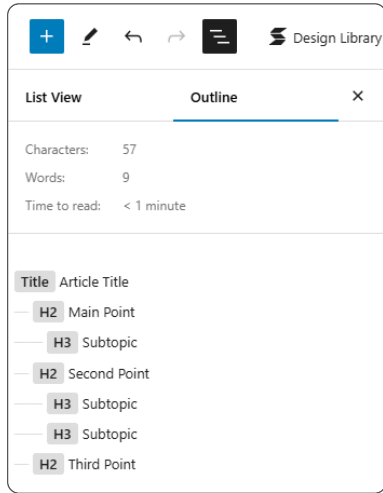 Design Library
List View Outline
Characters: 57
Words: 9
Time to read: < 1 minute
Title Article Title
H2 Main Point
H3 Subtopic
H2 Second Point
H3 Subtopic
H3 Subtopic
H2 Third Point